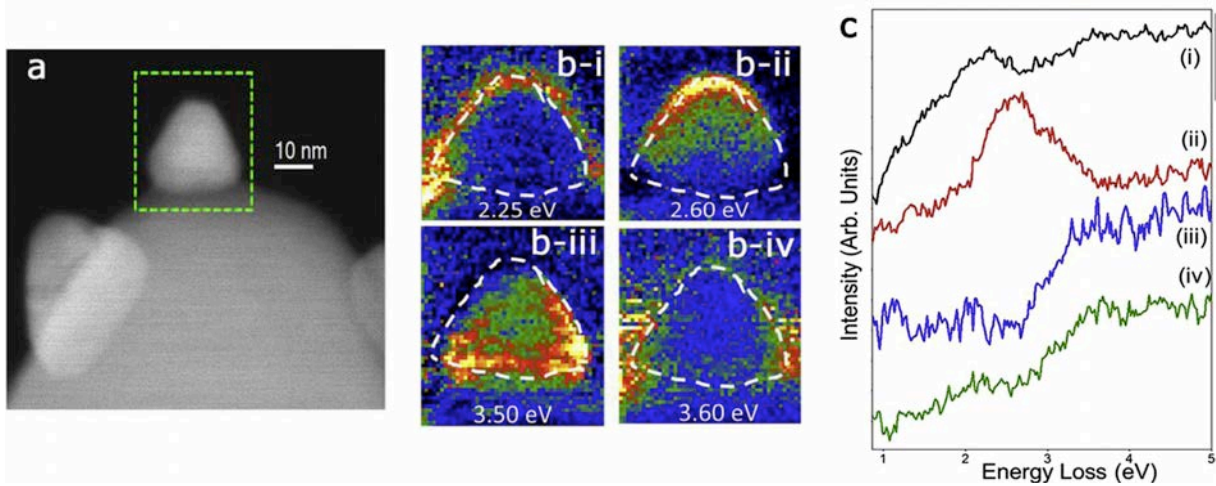 a
10 nm
b-i
2.25 eV
b-ii
2.60 eV
b-iii
3.50 eV
b-iv
3.60 eV
C
Intensity (Arb. Units)
(i)
(ii)
(iii)
(iv)
1 2 3 4 5
Energy Loss (eV)